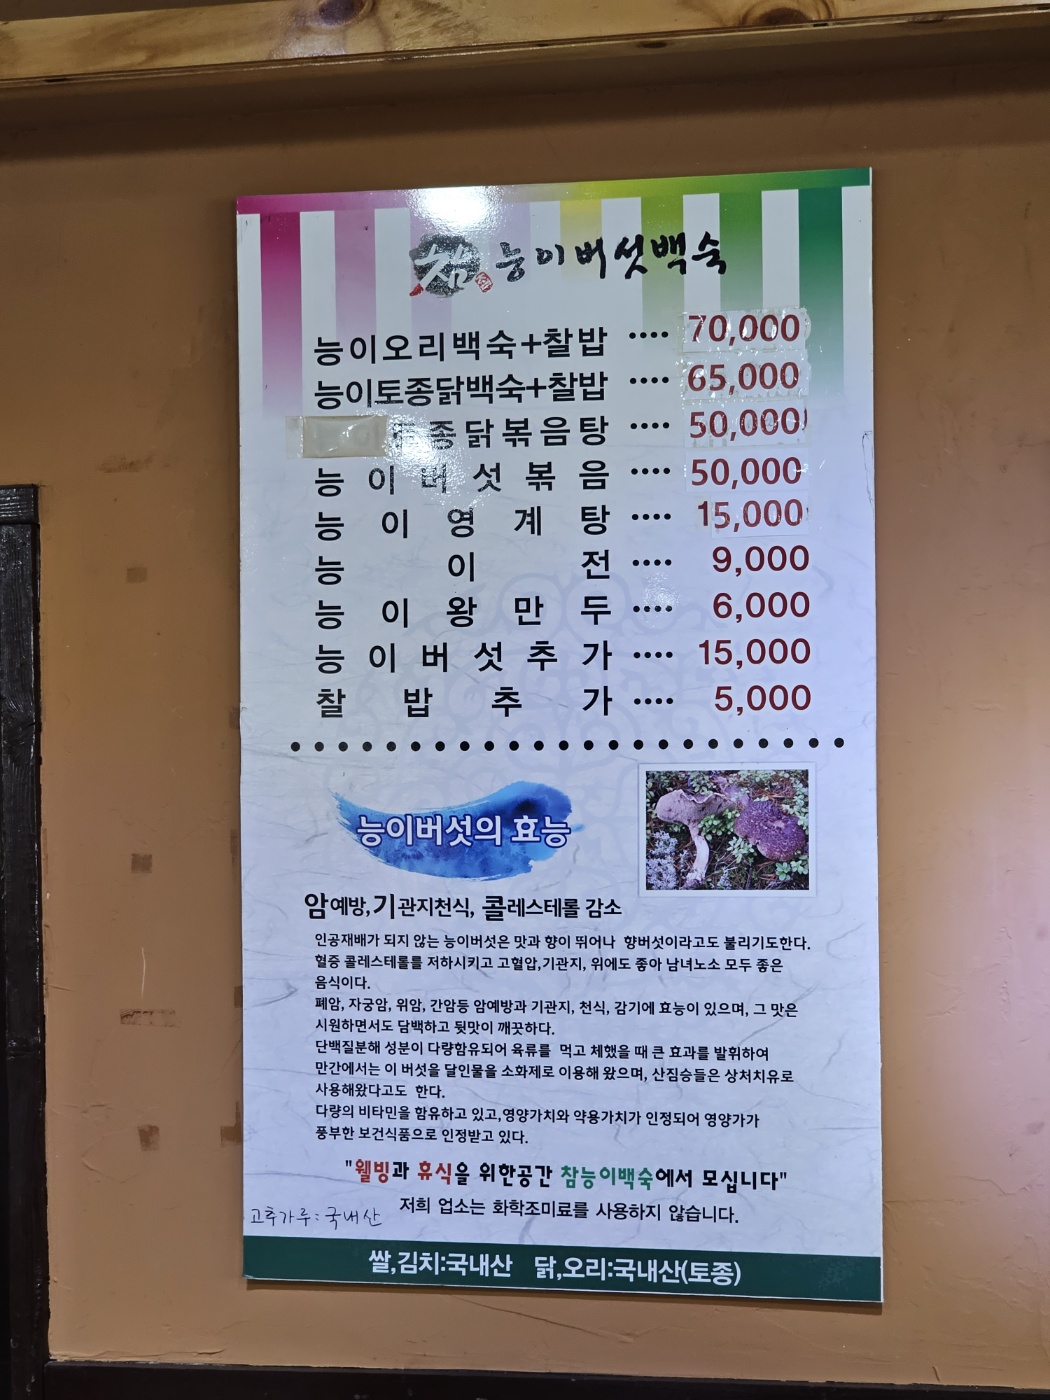 참 능이버섯백숙
능이오리백숙+찰밥 ···· 70,000
능이토종닭백숙+찰밥 ···· 65,000
토종닭볶음탕 ···· 50,000
능이버섯볶음 ···· 50,000
능이영계탕 ···· 15,000
능이전 ···· 9,000
능이왕만두 ···· 6,000
능이버섯추가 ···· 15,000
찰밥추가 ···· 5,000
능이버섯의 효능
암예방,기관지천식, 콜레스테롤 감소
인공재배가 되지 않는 능이버섯은 맛과 향이 뛰어나 향버섯이라고도 불리기도한다.
혈중 콜레스테롤를 저하시키고 고혈압,기관지, 위에도 좋아 남녀노소 모두 좋은
음식이다.
폐암, 자궁암, 위암, 간암등 암예방과 기관지, 천식, 감기에 효능이 있으며, 그 맛은
시원하면서도 담백하고 뒷맛이 깨끗하다.
단백질분해 성분이 다량함유되어 육류를 먹고 체했을 때 큰 효과를 발휘하여
만간에서는 이 버섯을 달인물을 소화제로 이용해 왔으며, 산짐승들은 상처치유로
사용해왔다고도 한다.
다량의 비타민을 함유하고 있고,영양가치와 약용가치가 인정되어 영양가가
풍부한 보건식품으로 인정받고 있다.
"웰빙과 휴식을 위한공간 참능이백숙에서 모십니다"
저희 업소는 화학조미료를 사용하지 않습니다.
고추가루:국내산
쌀,김치:국내산 닭,오리:국내산(토종)